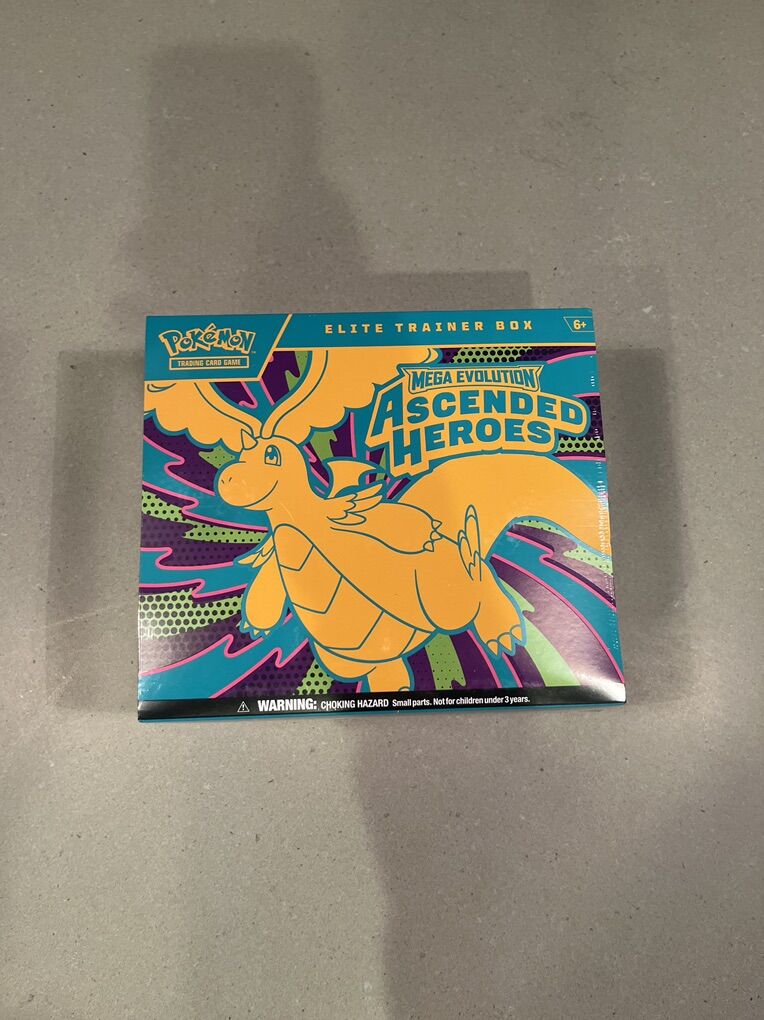 ELITE TRAINER BOX
6+
POKéMON
TRADING CARD GAME
MEGA EVOLUTION
ASCENDED
HEROES
WARNING: CHOKING HAZARD Small parts. Not for children under 3 years.